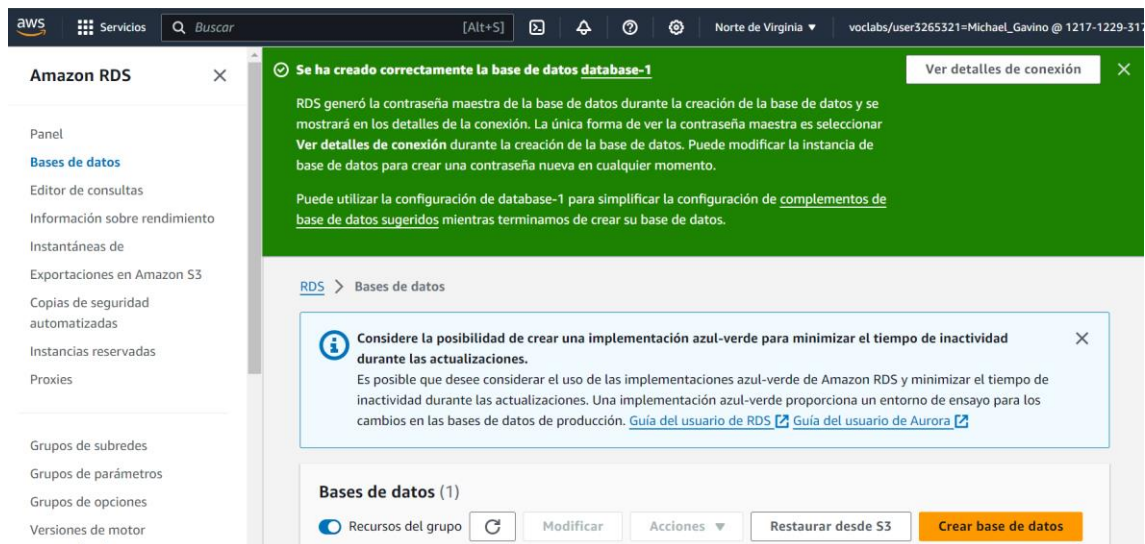 aws
Servicios
Buscar
[Alt+S]
Norte de Virginia ▼
voclabs/user3265321=Michael_Gavino @ 1217-1229-317
Amazon RDS
Panel
Bases de datos
Editor de consultas
Información sobre rendimiento
Instantáneas de
Exportaciones en Amazon S3
Copias de seguridad
automatizadas
Instancias reservadas
Proxies
Grupos de subredes
Grupos de parámetros
Grupos de opciones
Versiones de motor
Se ha creado correctamente la base de datos database-1
Ver detalles de conexión
RDS generó la contraseña maestra de la base de datos durante la creación de la base de datos y se
mostrará en los detalles de la conexión. La única forma de ver la contraseña maestra es seleccionar
Ver detalles de conexión durante la creación de la base de datos. Puede modificar la instancia de
base de datos para crear una contraseña nueva en cualquier momento.
Puede utilizar la configuración de database-1 para simplificar la configuración de complementos de
base de datos sugeridos mientras terminamos de crear su base de datos.
RDS > Bases de datos
Considere la posibilidad de crear una implementación azul-verde para minimizar el tiempo de inactividad
durante las actualizaciones.
Es posible que desee considerar el uso de las implementaciones azul-verde de Amazon RDS y minimizar el tiempo de
inactividad durante las actualizaciones. Una implementación azul-verde proporciona un entorno de ensayo para los
cambios en las bases de datos de producción. Guía del usuario de RDS Guía del usuario de Aurora
Bases de datos (1)
Recursos del grupo
Modificar
Acciones ▼
Restaurar desde S3
Crear base de datos